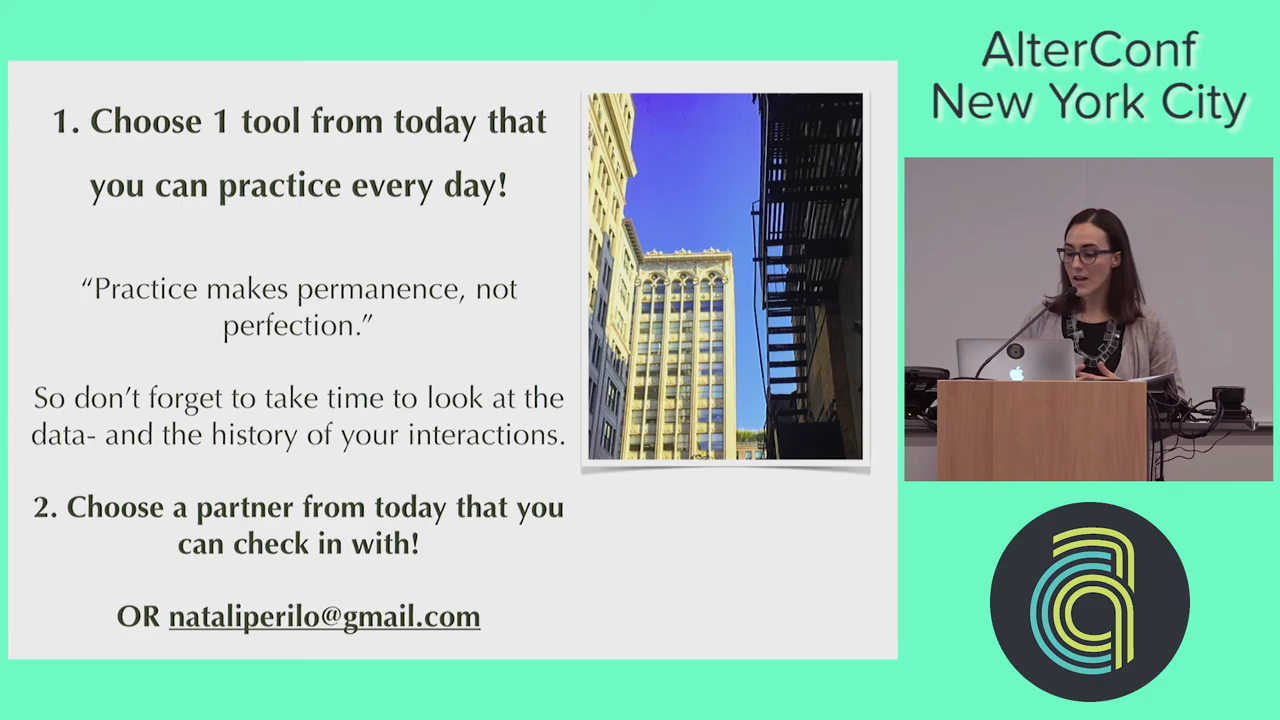 1. Choose 1 tool from today that
you can practice every day!
“Practice makes permanence, not
perfection.”
So don’t forget to take time to look at the
data- and the history of your interactions.
2. Choose a partner from today that you
can check in with!
OR nataliperilo@gmail.com
AlterConf
New York City